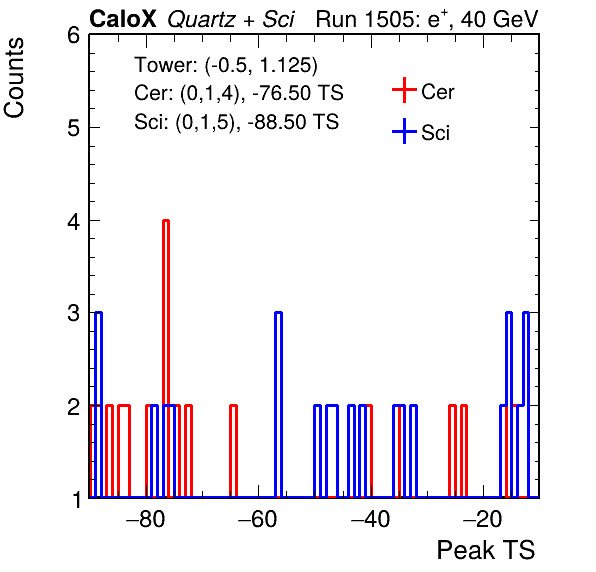 CaloX Quartz + Sci Run 1505: e⁺, 40 GeV
Counts
6
5
4
3
2
1
Tower: (-0.5, 1.125)
Cer: (0,1,4), -76.50 TS
Sci: (0,1,5), -88.50 TS
Cer
Sci
−80 −60 −40 −20
Peak TS